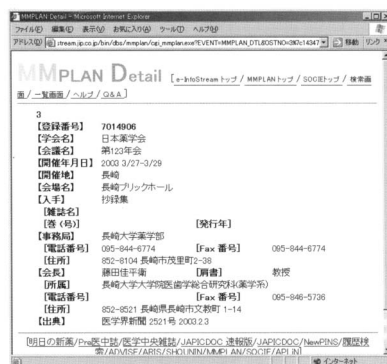 MMPLAN Detail - Microsoft Internet Explorer
ファイル(F) 編集(E) 表示(V) お気に入り(A) ツール(T) ヘルプ(H)
アドレス(D) stream.jip.co.jp/bin/dbs/mmplan/cgi_mmplan.exe?EVENT=MMPLAN_DTL&OSTNO=3f67c14347 移動 リンク
MMPLAN Detail [e-InfoStream トップ / MMPLAN トップ / SOCIEトップ / 検索画
面 / 一覧画面 / ヘルプ / Q&A ]
3
【登録番号】 7014906
【学会名】 日本薬学会
【会議名】 第123年会
【開催年月日】 2003 3/27-3/29
【開催地】 長崎
【会場名】 長崎ブリックホール
【入手】 抄録集
[雑誌名]
[巻 (号)] [発行年]
【事務局】 長崎大学薬学部
[電話番号] 095-844-6774 [Fax 番号] 095-844-6774
[住所] 852-8104 長崎市茂里町2-38
【会長】 藤田佳平衛 [肩書] 教授
[所属] 長崎大学大学院医歯学総合研究科(薬学系)
[電話番号] [Fax 番号] 095-846-5736
[住所] 852-8521 長崎県長崎市文教町 1-14
【出典】 医学界新聞 2521号 2003.2.3
[明日の新薬/Pre医中誌/医学中央雑誌/JAPICDOC 速報版/JAPICDOC/NewPINS/履歴検
索/ADVISE/ARIS/SHOUNIN/MMPLAN/SOCIE/APLIN]
インターネット